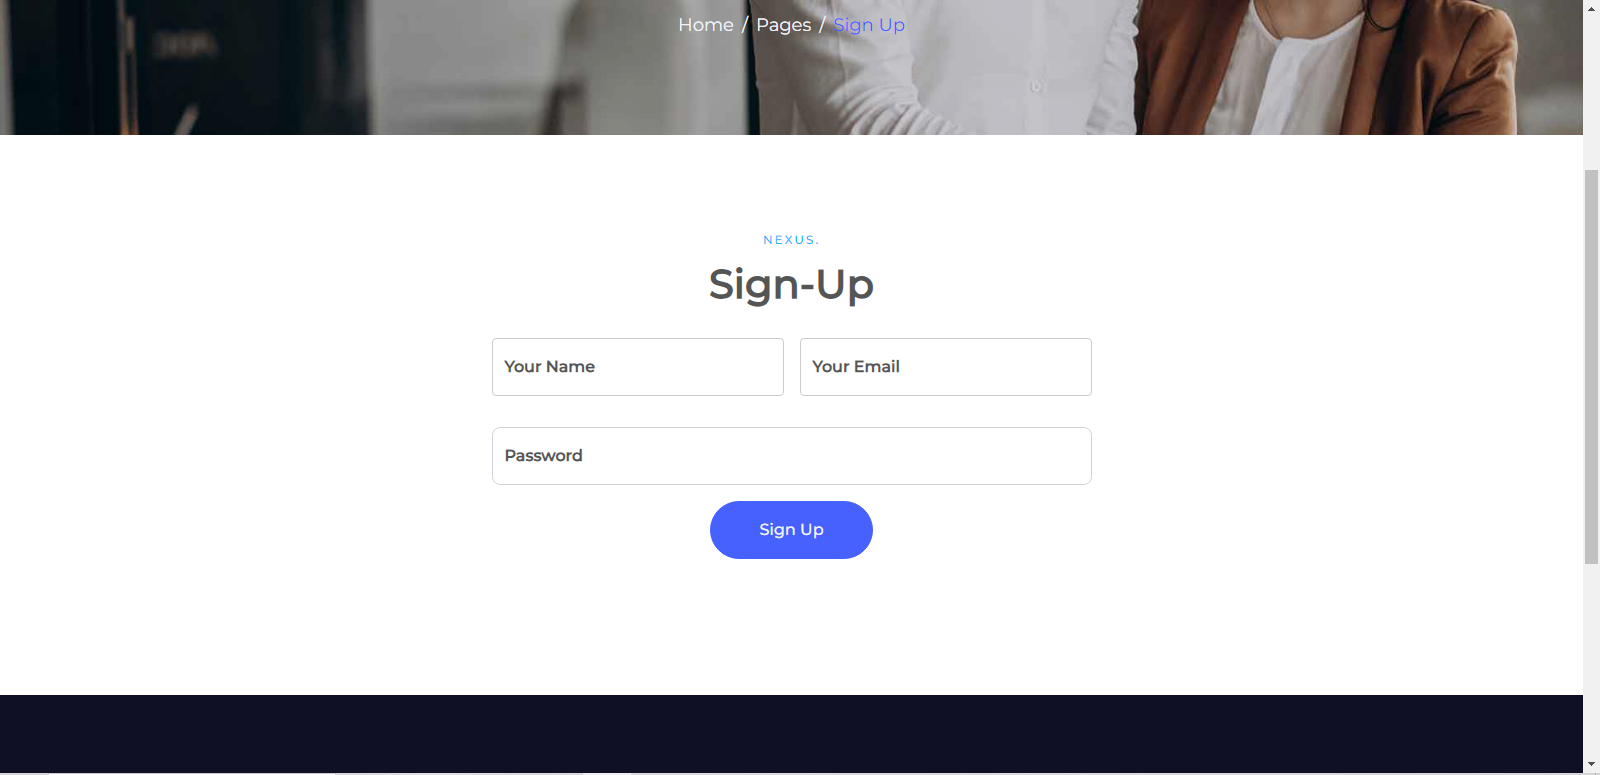 Home / Pages / Sign Up
NEXUS.
Sign-Up
Your Name
Your Email
Password
Sign Up